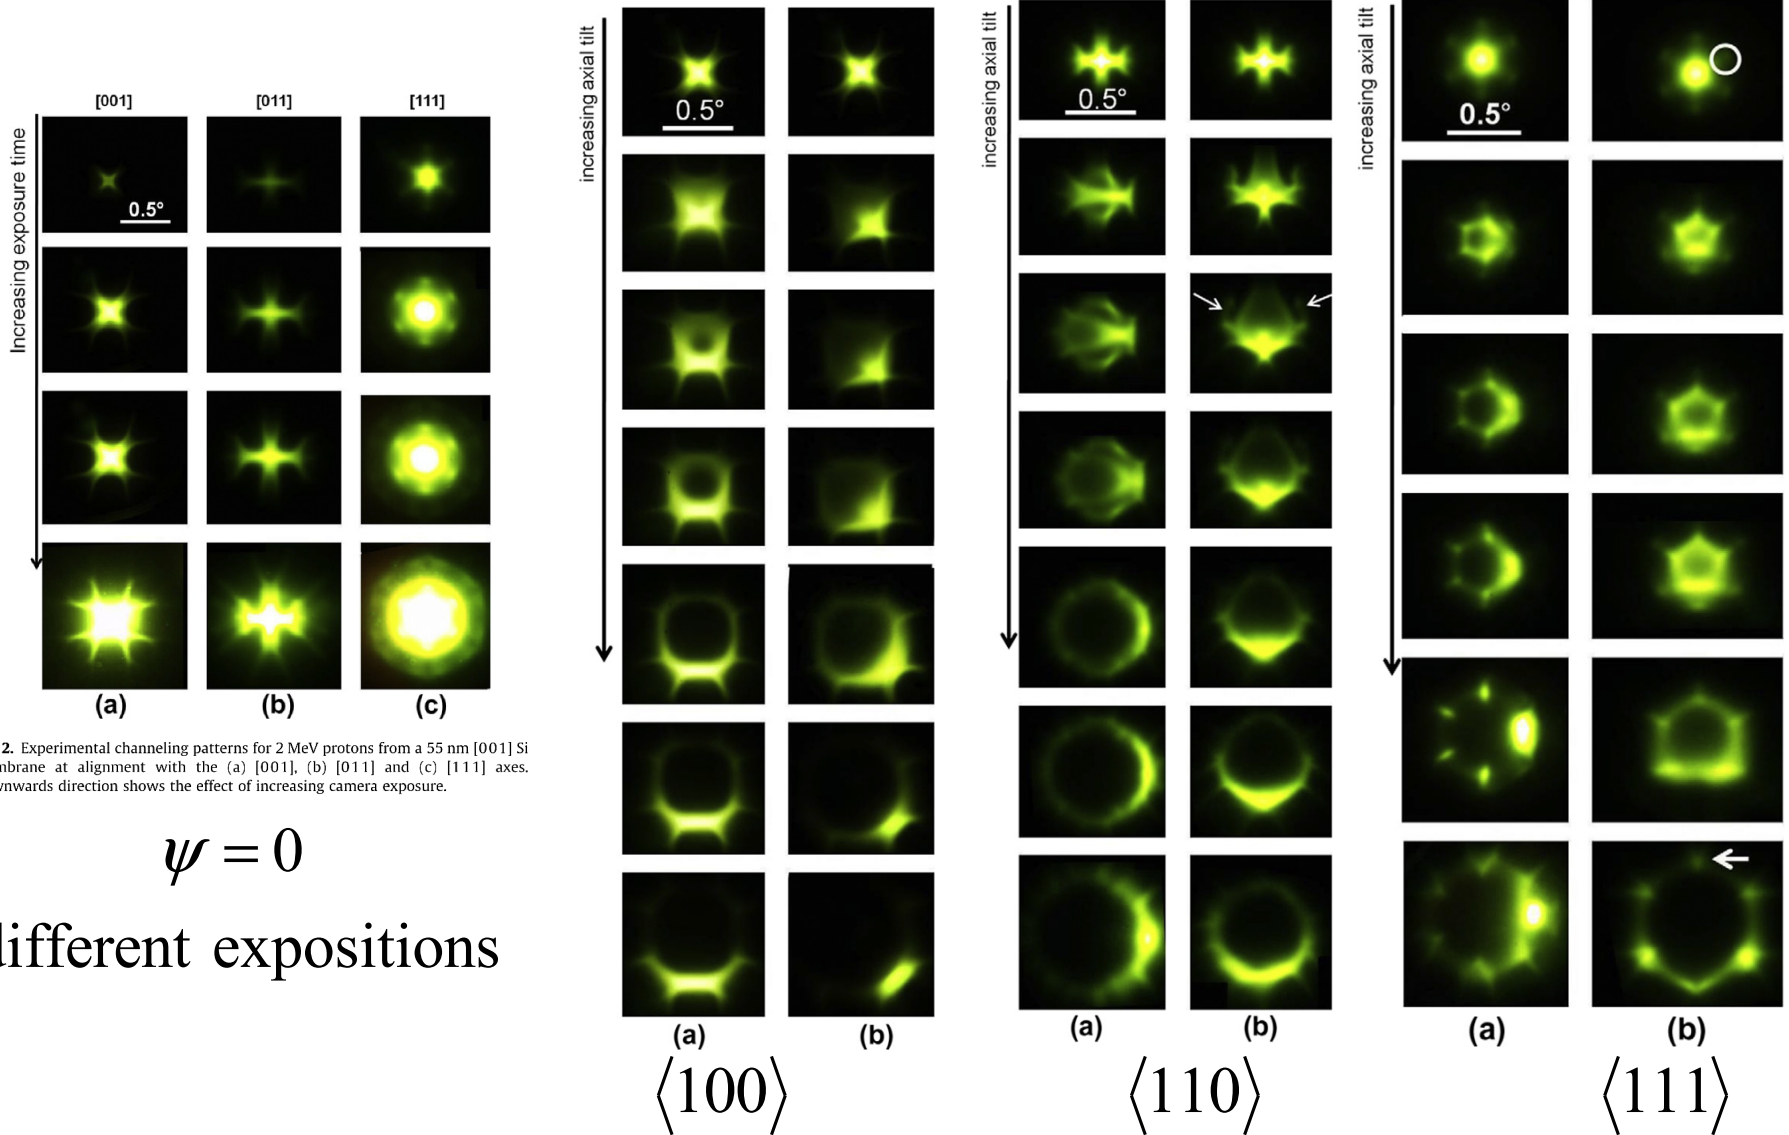 [001] [011] [111]
Increasing exposure time
0.5°
(a) (b) (c)
2. Experimental channeling patterns for 2 MeV protons from a 55 nm [001] Si
mbrane at alignment with the (a) [001], (b) [011] and (c) [111] axes.
wnwards direction shows the effect of increasing camera exposure.
ψ = 0
different expositions
increasing axial tilt
0.5°
(a) (b)
⟨100⟩
increasing axial tilt
0.5°
(a) (b)
⟨110⟩
increasing axial tilt
0.5°
(a) (b)
⟨111⟩